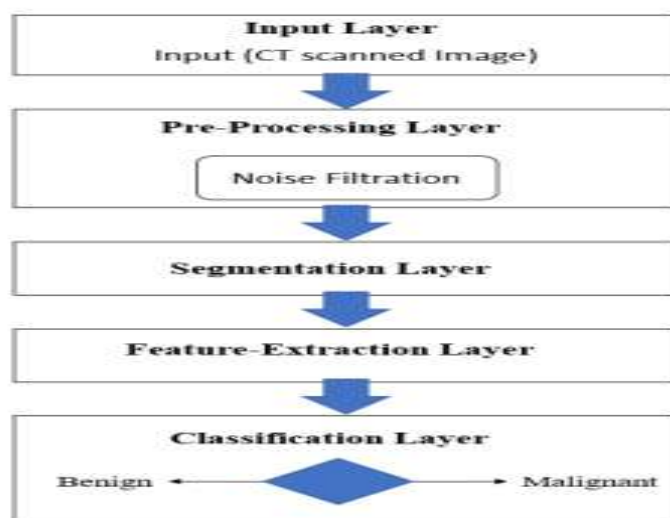 Input Layer
Input (CT scanned Image)
Pre-Processing Layer
Noise Filtration
Segmentation Layer
Feature-Extraction Layer
Classification Layer
Benign
Malignant